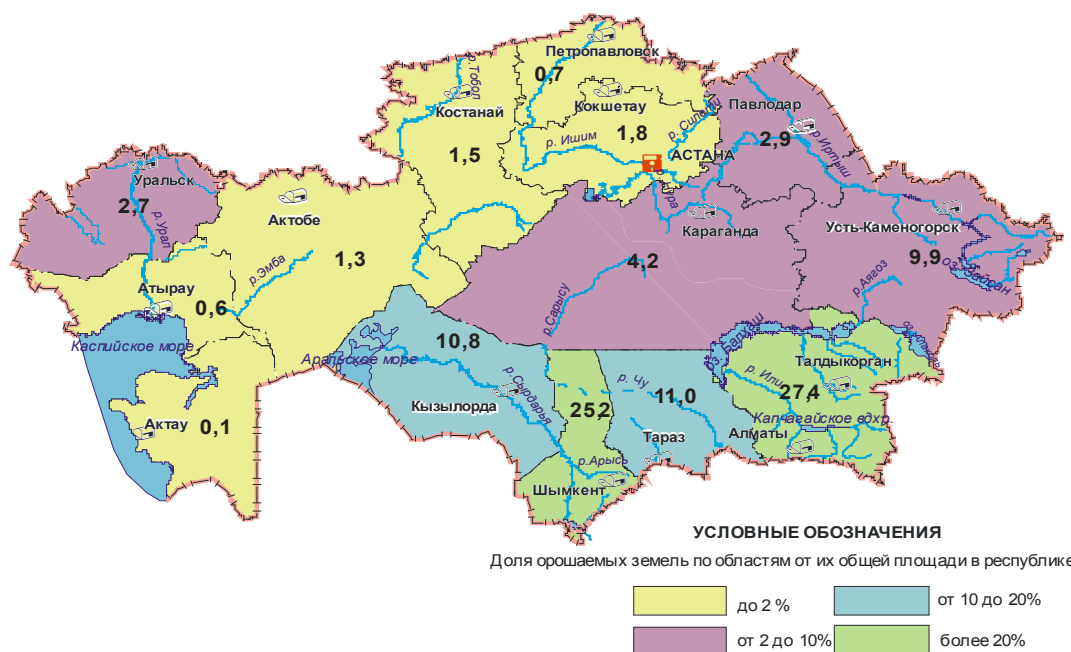 Петропавловск
р. Тобол
0,7
Костанай
Кокшетау
р. Силети
Павлодар
1,8
2,9
р. Иртыш
р. Ишим
АСТАНА
1,5
Уральск
2,7
р. Урал
Актобе
Караганда
Усть-Каменогорск
9,9
1,3
4,2
р.Эмба
р.Аягоз
Атырау
0,6
р.Сарысу
Каспийское море
Аральское море
10,8
оз. Балхаш
Талдыкорган
р. Или
27,4
р.Сырдарья
р. Чу
11,0
25,2
Кызылорда
Капчагайское вдхр.
Актау
0,1
Тараз
Алматы
р.Арысь
Шымкент
УСЛОВНЫЕ ОБОЗНАЧЕНИЯ
Доля орошаемых земель по областям от их общей площади в республике
до 2 %
от 10 до 20%
от 2 до 10%
более 20%